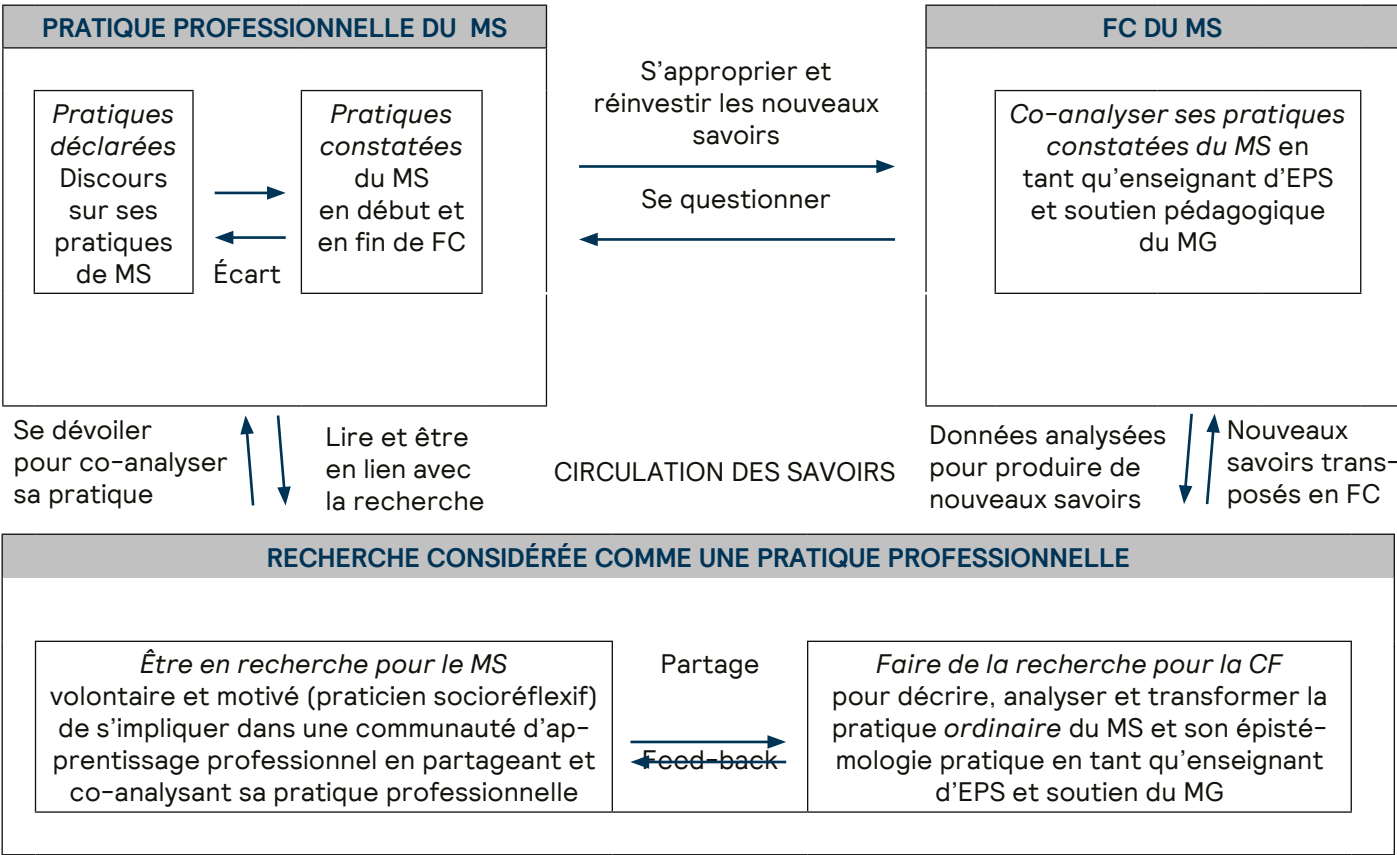 PRATIQUE PROFESSIONNELLE DU MS
Pratiques
déclarées
Discours
sur ses
pratiques
de MS
Écart
Pratiques
constatées
du MS
en début et
en fin de FC
S'approprier et
réinvestir les nouveaux
savoirs
Se questionner
FC DU MS
Co-analyser ses pratiques
constatées du MS en
tant qu'enseignant d'EPS
et soutien pédagogique
du MG
Se dévoiler
pour co-analyser
sa pratique
Lire et être
en lien avec
la recherche
CIRCULATION DES SAVOIRS
Données analysées
pour produire de
nouveaux savoirs
Nouveaux
savoirs trans-
posés en FC
RECHERCHE CONSIDÉRÉE COMME UNE PRATIQUE PROFESSIONNELLE
Être en recherche pour le MS
volontaire et motivé (praticien socioréflexif)
de s'impliquer dans une communauté d'ap-
prentissage professionnel en partageant et
co-analysant sa pratique professionnelle
Partage
Feed-back
Faire de la recherche pour la CF
pour décrire, analyser et transformer la
pratique ordinaire du MS et son épisté-
mologie pratique en tant qu'enseignant
d'EPS et soutien du MG